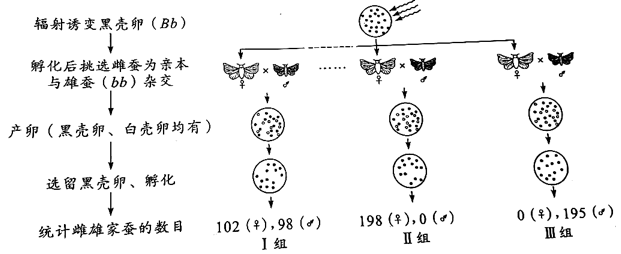 辐射诱变黑壳卵（Bb）
孵化后挑选雌蚕为亲本
与雄蚕（bb）杂交
♀ × ♂ …… ♀ × ♂ ♀ × ♂
产卵（黑壳卵、白壳卵均有）
选留黑壳卵、孵化
统计雌雄家蚕的数目
102（♀），98（♂） 198（♀），0（♂） 0（♀），195（♂）
Ⅰ组 Ⅱ组 Ⅲ组